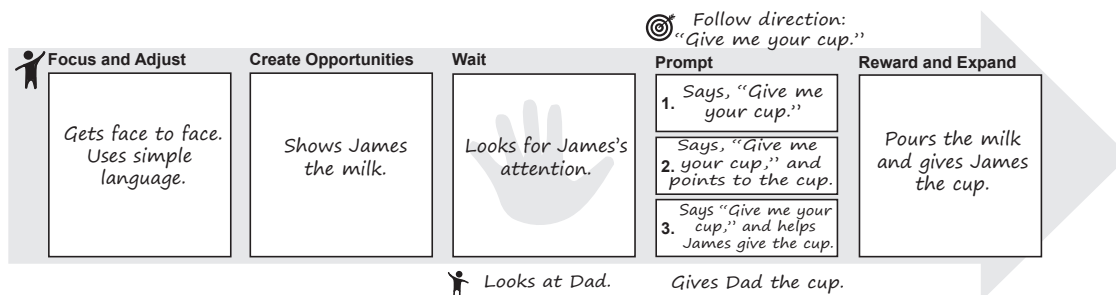 Follow direction:
“Give me your cup.”
Focus and Adjust
Gets face to face.
Uses simple
language.
Create Opportunities
Shows James
the milk.
Wait
Looks for James’s
attention.
Prompt
1. Says, “Give me
your cup.”
Says, “Give me
2. your cup,” and
points to the cup.
Says “Give me your
3. cup,” and helps
James give the cup.
Reward and Expand
Pours the milk
and gives James
the cup.
Looks at Dad.
Gives Dad the cup.